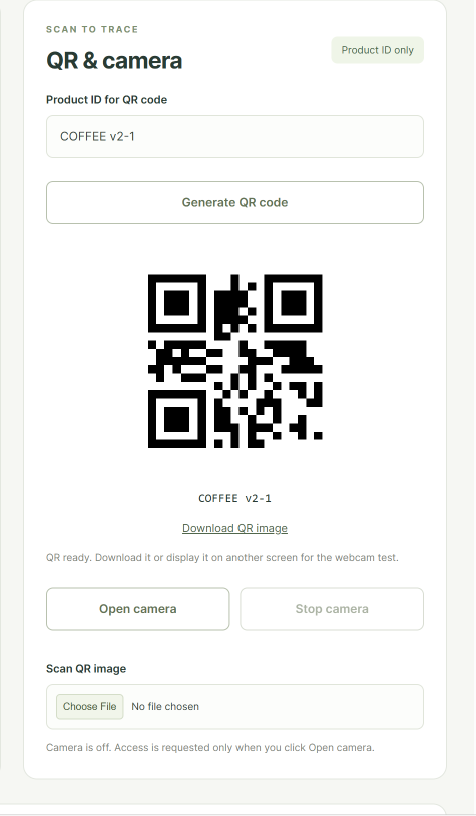 SCAN TO TRACE
QR & camera
Product ID only
Product ID for QR code
COFFEE v2-1
Generate QR code
COFFEE v2-1
Download QR image
QR ready. Download it or display it on another screen for the webcam test.
Open camera
Stop camera
Scan QR image
Choose File No file chosen
Camera is off. Access is requested only when you click Open camera.